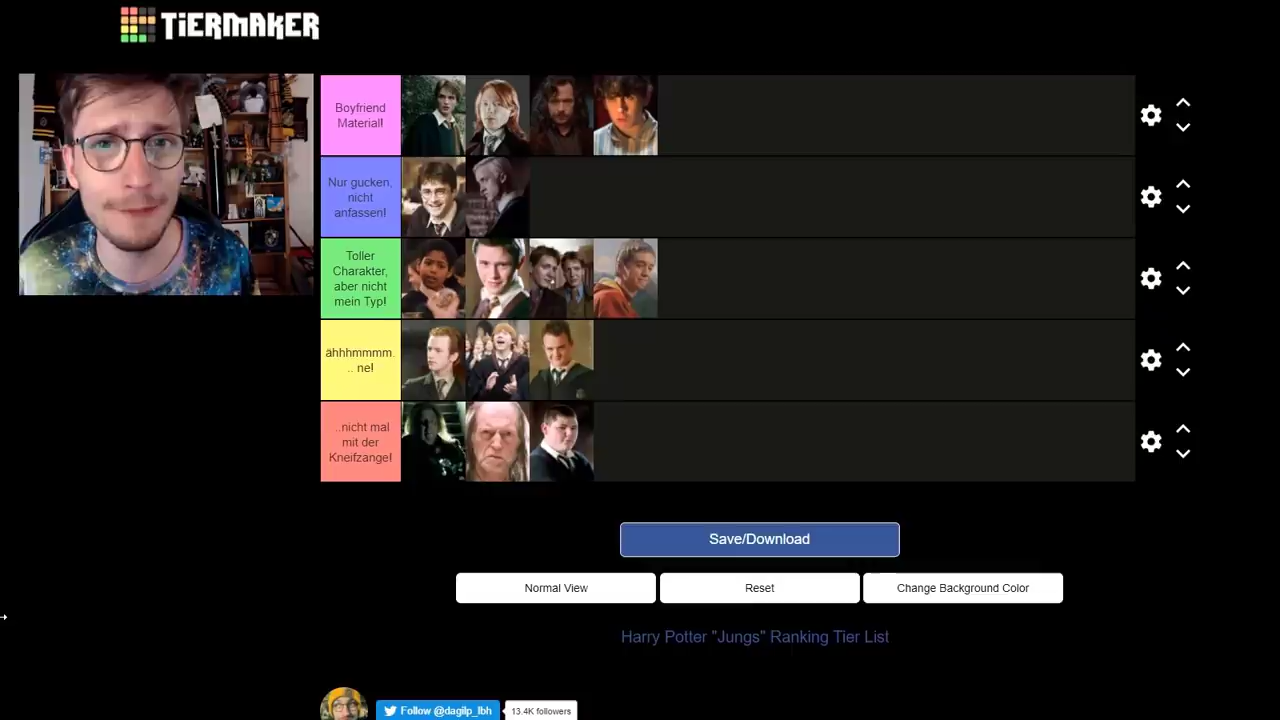 TiERMAKER
Boyfriend
Material!
Nur gucken,
nicht
anfassen!
Toller
Charakter,
aber nicht
mein Typ!
ähhhmmmm.
.. ne!
..nicht mal
mit der
Kneifzange!
Save/Download
Normal View
Reset
Change Background Color
Harry Potter "Jungs" Ranking Tier List
Follow @dagilp_lbh
13.4K followers